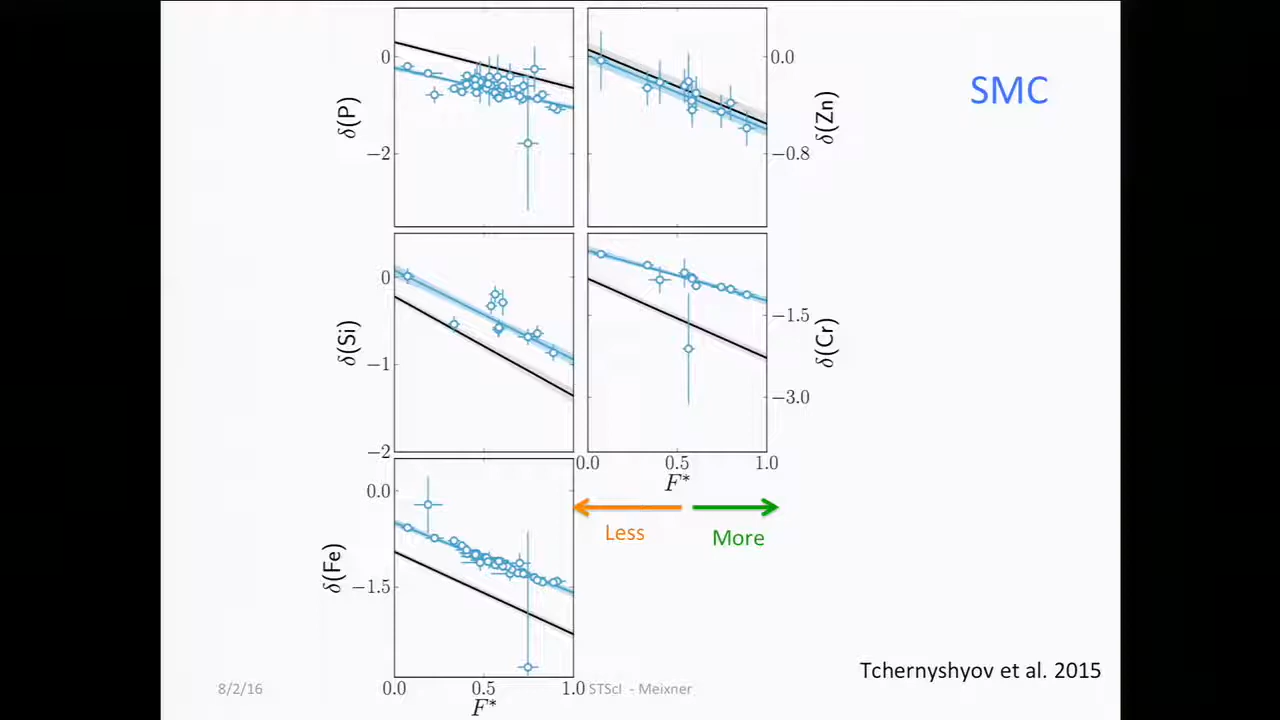 SMC
0
−2
δ(P)
0.0
−0.8
δ(Zn)
0
−1
−2
δ(Si)
−1.5
−3.0
δ(Cr)
0.0 0.5 1.0
F*
0.0
−1.5
δ(Fe)
Less
More
0.0 0.5 1.0
F*
Tchernyshyov et al. 2015
8/2/16
STScI - Meixner